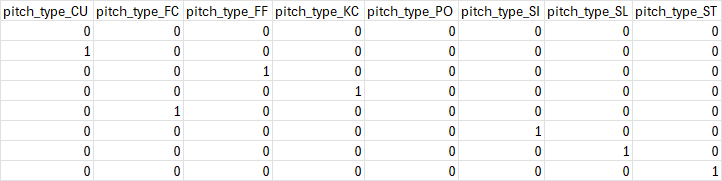 pitch_type_CU pitch_type_FC pitch_type_FF pitch_type_KC pitch_type_PO pitch_type_SI pitch_type_SL pitch_type_ST
0 0 0 0 0 0 0 0
1 0 0 0 0 0 0 0
0 0 1 0 0 0 0 0
0 0 0 1 0 0 0 0
0 1 0 0 0 0 0 0
0 0 0 0 0 1 0 0
0 0 0 0 0 0 1 0
0 0 0 0 0 0 0 1